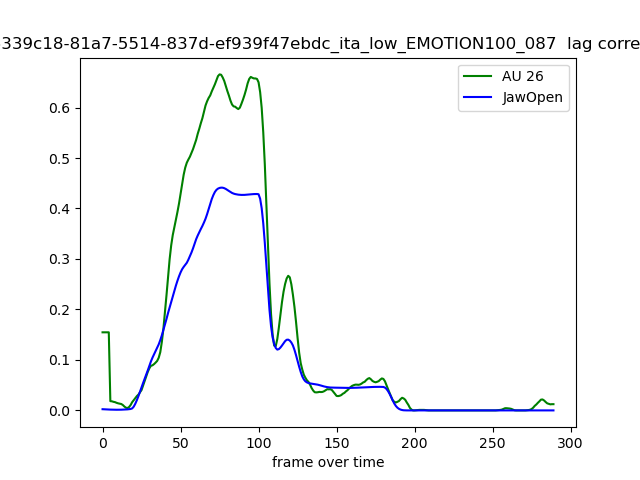 339c18-81a7-5514-837d-ef939f47ebdc_ita_low_EMOTION100_087 lag corre
AU 26
JawOpen
0.6
0.5
0.4
0.3
0.2
0.1
0.0
0 50 100 150 200 250 300
frame over time